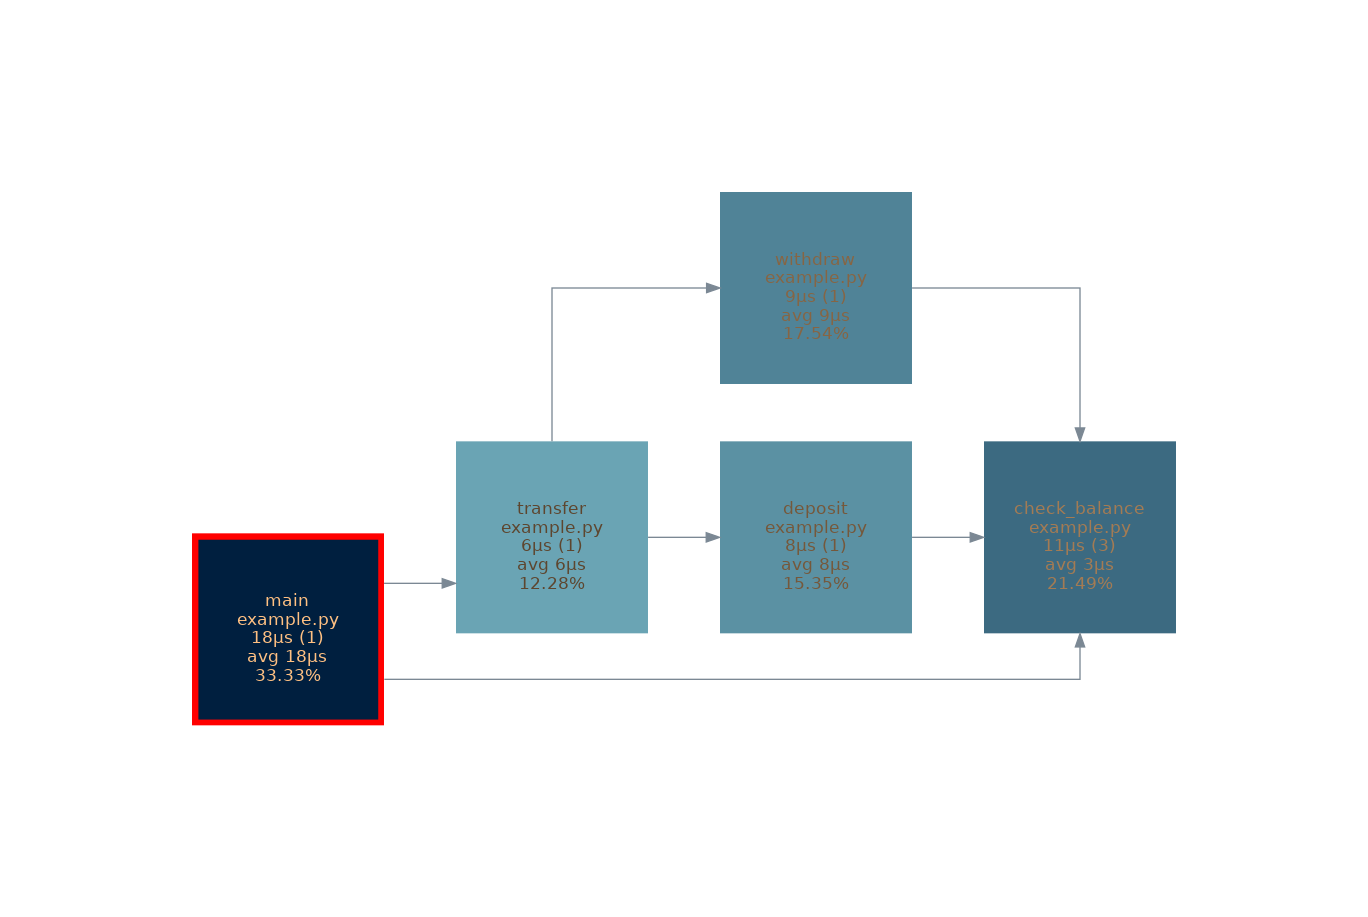 withdraw
example.py
9µs (1)
avg 9µs
17.54%
transfer
example.py
6µs (1)
avg 6µs
12.28%
deposit
example.py
8µs (1)
avg 8µs
15.35%
check_balance
example.py
11µs (3)
avg 3µs
21.49%
main
example.py
18µs (1)
avg 18µs
33.33%